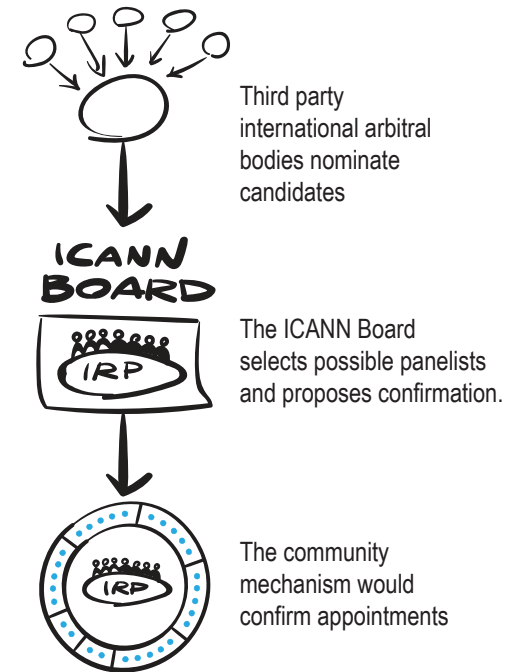 Third party
international arbitral
bodies nominate
candidates
ICANN
BOARD
IRP
The ICANN Board
selects possible panelists
and proposes confirmation.
IRP
The community
mechanism would
confirm appointments